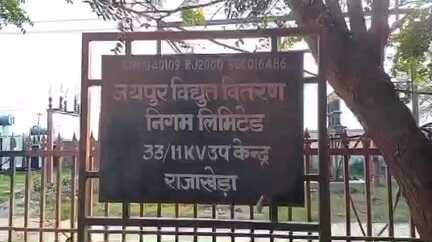 जयपुर विद्युत वितरण
निगम लिमिटेड
33/11KV उप केन्द्र
राजाखेड़ा